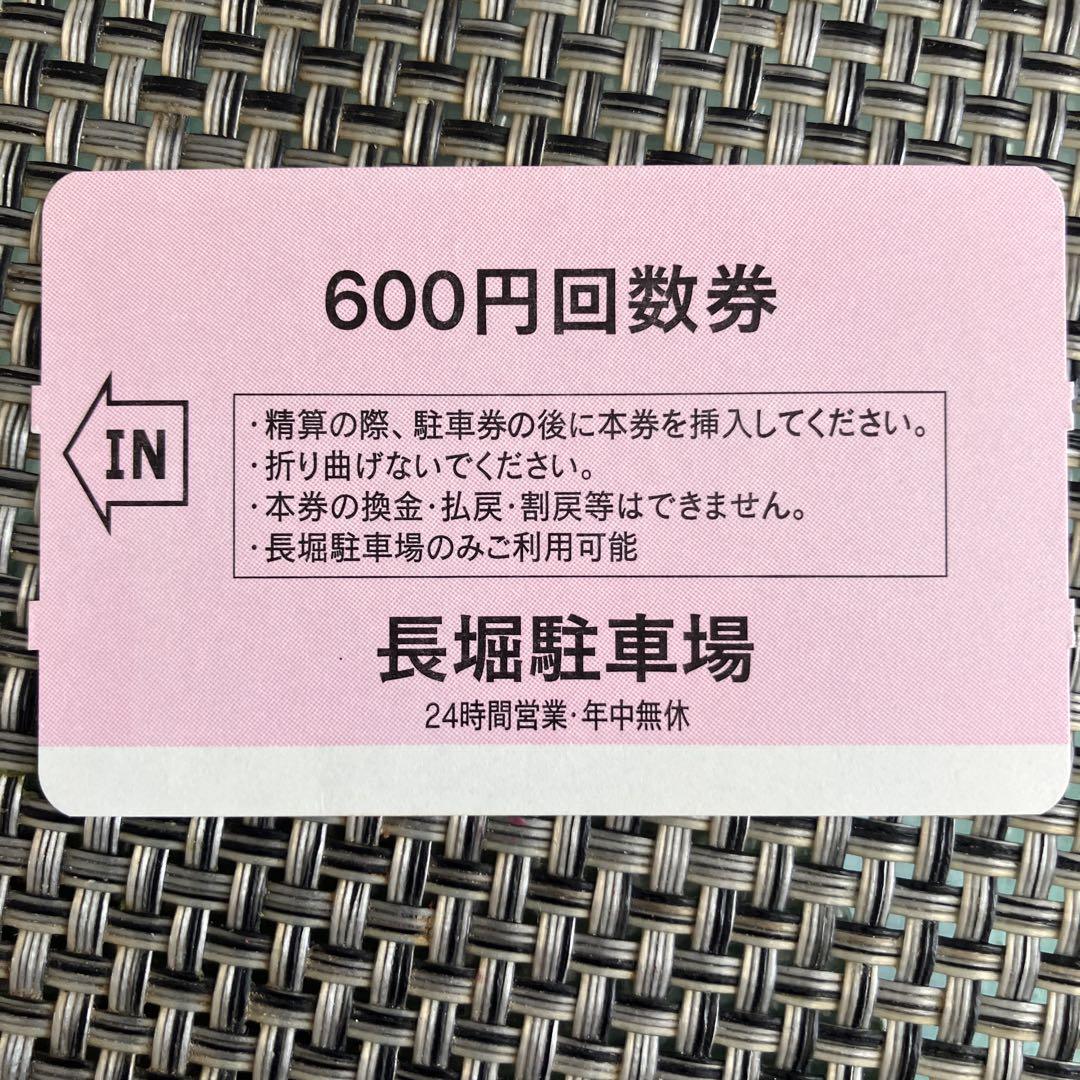 600円回数券
IN
・精算の際、駐車券の後に本券を挿入してください。
・折り曲げないでください。
・本券の換金・払戻・割戻等はできません。
・長堀駐車場のみご利用可能
長堀駐車場
24時間営業・年中無休